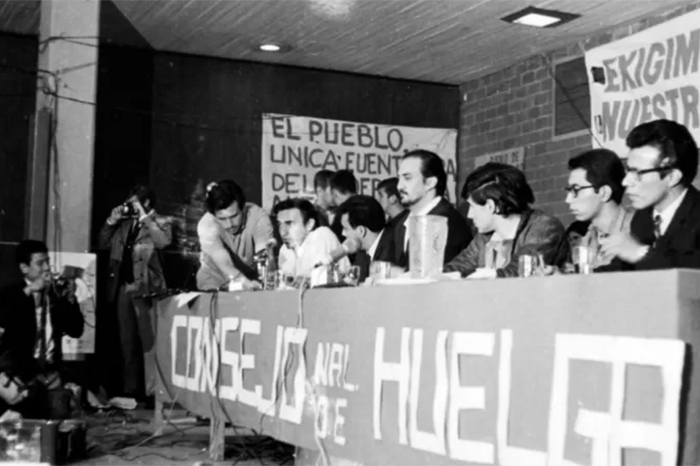 EL PUEBLO
UNICA FUENTE
DEL
EXIGIM
NUESTR
CONSEJO NAL. DE HUELGA